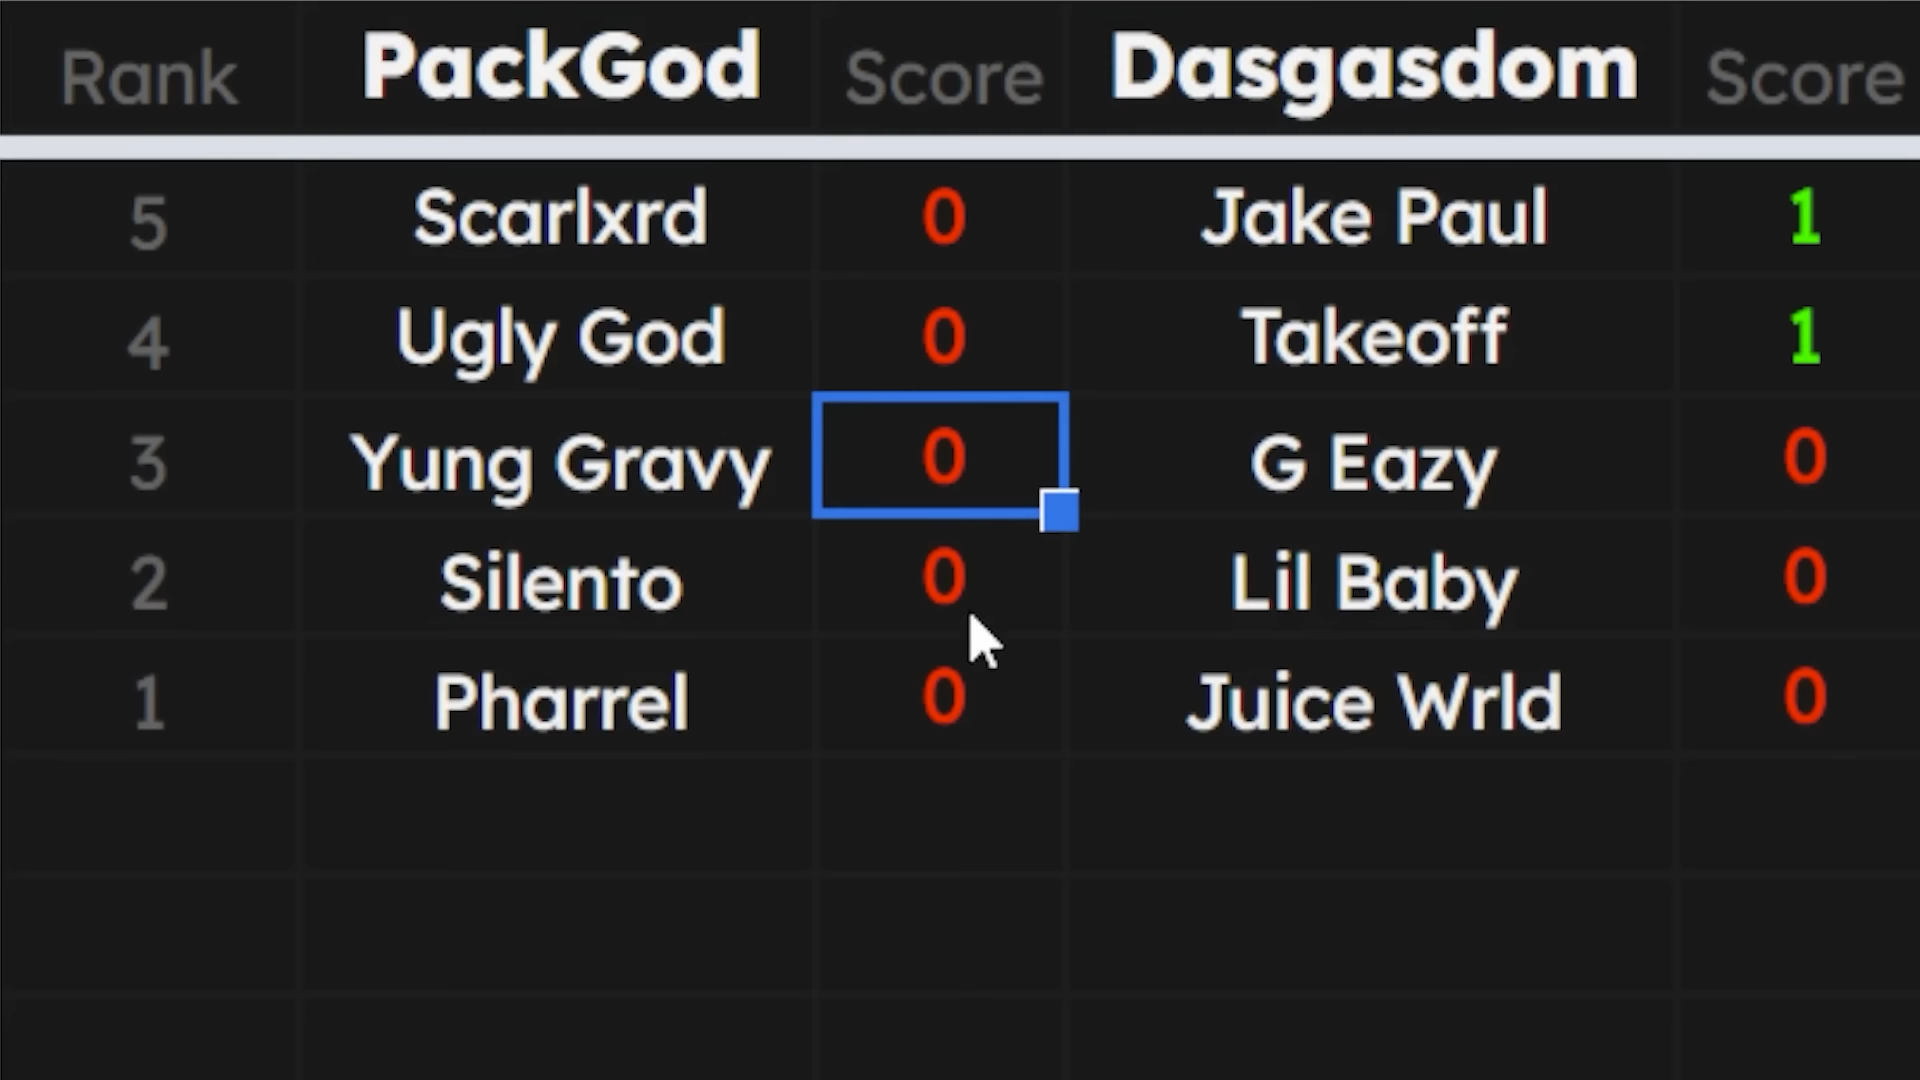 Rank PackGod Score Dasgasdom Score
5 Scarlxrd 0 Jake Paul 1
4 Ugly God 0 Takeoff 1
3 Yung Gravy 0 G Eazy 0
2 Silento 0 Lil Baby 0
1 Pharrel 0 Juice Wrld 0